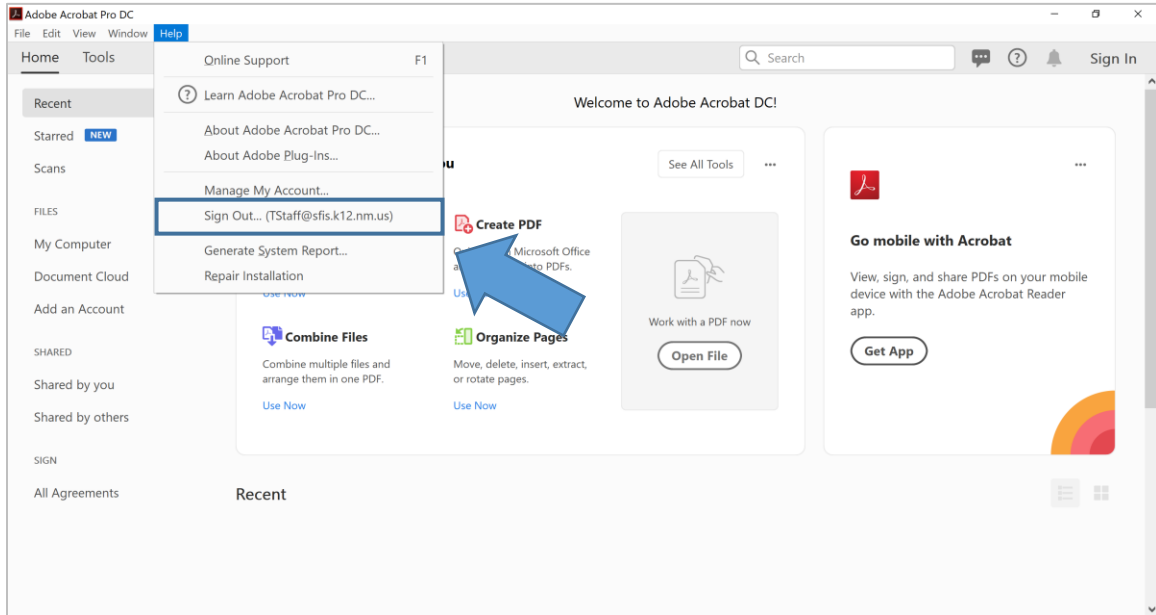 Adobe Acrobat Pro DC
File Edit View Window Help
Home Tools
Search
Sign In
Online Support F1
Learn Adobe Acrobat Pro DC...
About Adobe Acrobat Pro DC...
About Adobe Plug-Ins...
Manage My Account...
Sign Out... (TStaff@sfis.k12.nm.us)
Generate System Report...
Repair Installation
Recent
Starred NEW
Scans
FILES
My Computer
Document Cloud
Add an Account
SHARED
Shared by you
Shared by others
SIGN
All Agreements
Welcome to Adobe Acrobat DC!
See All Tools
Create PDF
Microsoft Office
to PDFs.
Use Now
Combine Files
Combine multiple files and
arrange them in one PDF.
Use Now
Organize Pages
Move, delete, insert, extract,
or rotate pages.
Use Now
Work with a PDF now
Open File
Go mobile with Acrobat
View, sign, and share PDFs on your mobile
device with the Adobe Acrobat Reader
app.
Get App
Recent